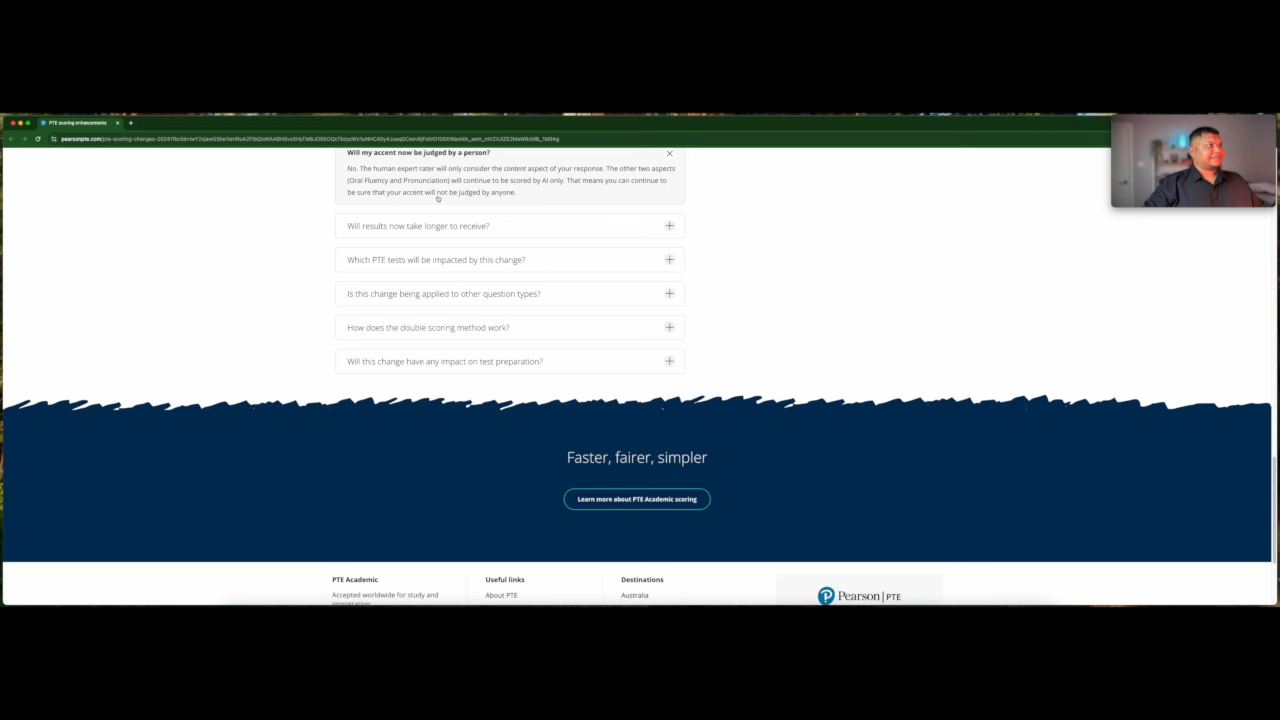 PTE scoring enhancements
Will my accent now be judged by a person?
No. The human expert rater will only consider the content aspect of your response. The other two aspects
(Oral Fluency and Pronunciation) will continue to be scored by AI only. That means you can continue to
be sure that your accent will not be judged by anyone.
Will results now take longer to receive?
Which PTE tests will be impacted by this change?
Is this change being applied to other question types?
How does the double scoring method work?
Will this change have any impact on test preparation?
Faster, fairer, simpler
Learn more about PTE Academic scoring
PTE Academic
Useful links
Destinations
Accepted worldwide for study and
immigration
About PTE
Australia
Pearson | PTE